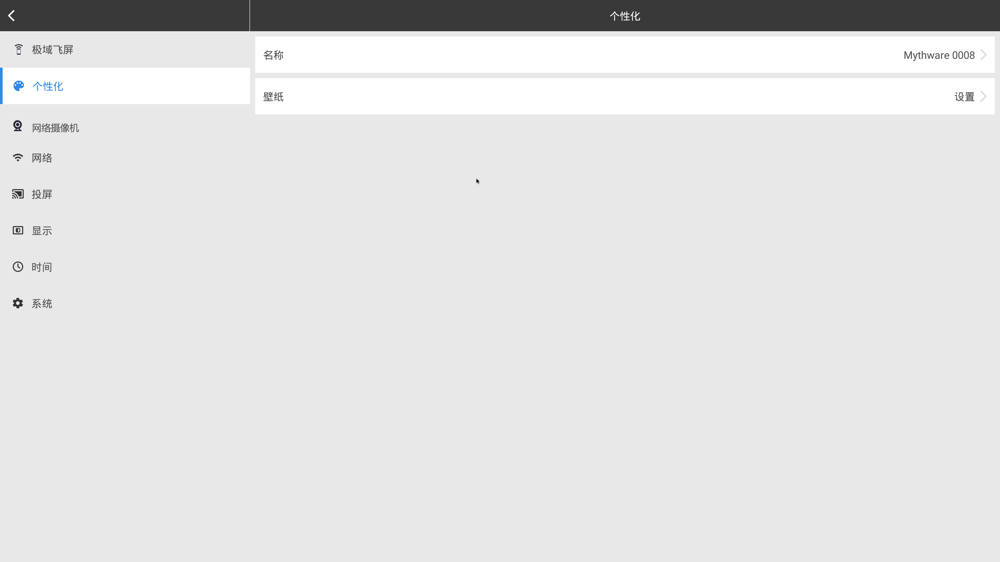 个性化
极域飞屏
个性化
网络摄像机
网络
投屏
显示
时间
系统
名称 Mythware 0008
壁纸 设置